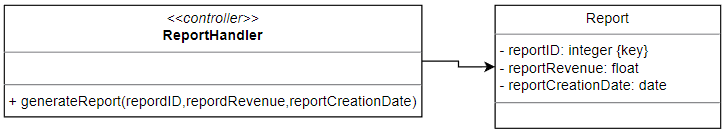 <<controller>>
ReportHandler
+ generateReport(repordID,repordRevenue,reportCreationDate)
Report
- reportID: integer {key}
- reportRevenue: float
- reportCreationDate: date